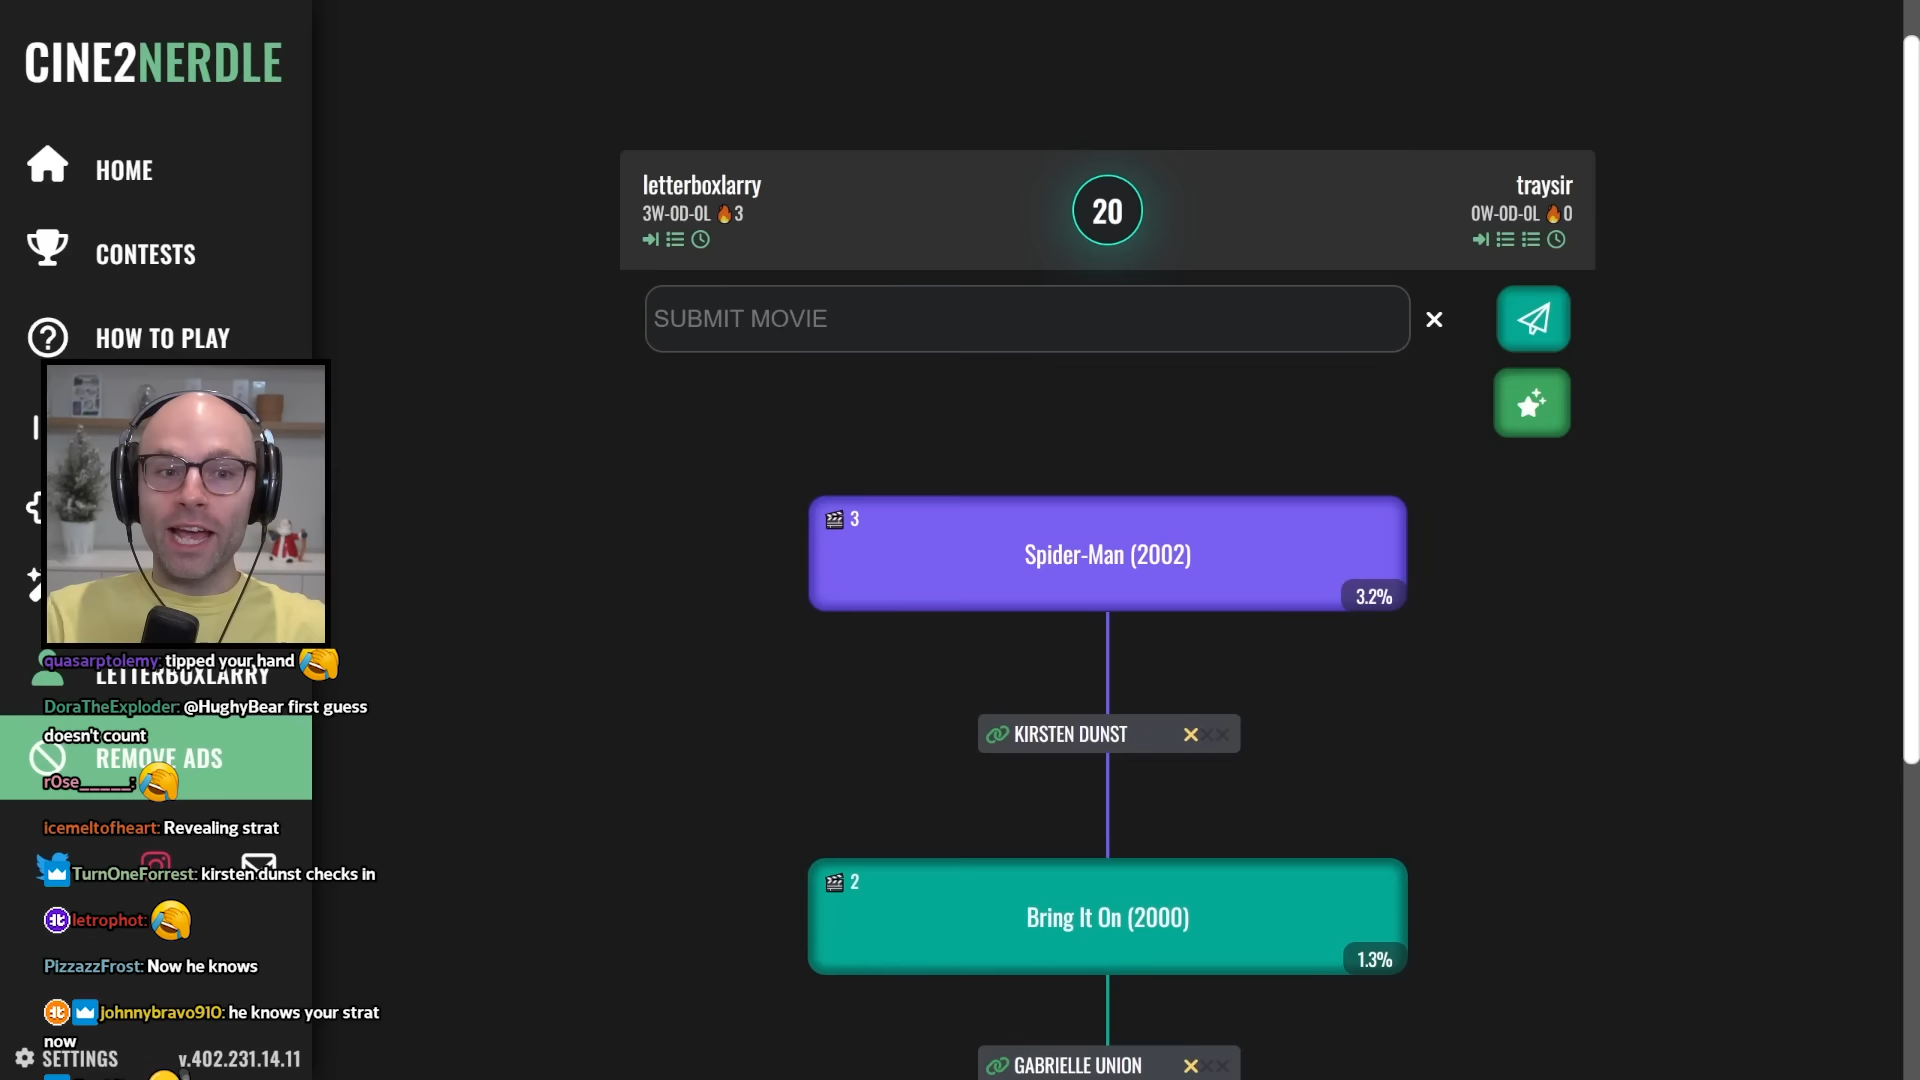 CINE2NERDLE
HOME
CONTESTS
HOW TO PLAY
LETTERBOXLARRY
REMOVE ADS
SETTINGS
v.402.231.14.11
quasarptolemy: tipped your hand
DoraTheExploder: @HughyBear first guess
doesn't count
r0se_____:
icemeltofheart: Revealing strat
TurnOneForrest: kirsten dunst checks in
letrophot:
PizzazzFrost: Now he knows
johnnybravo910: he knows your strat
now
letterboxlarry
3W-0D-0L 3
20
traysir
0W-0D-0L 0
SUBMIT MOVIE
3
Spider-Man (2002)
3.2%
KIRSTEN DUNST
2
Bring It On (2000)
1.3%
GABRIELLE UNION